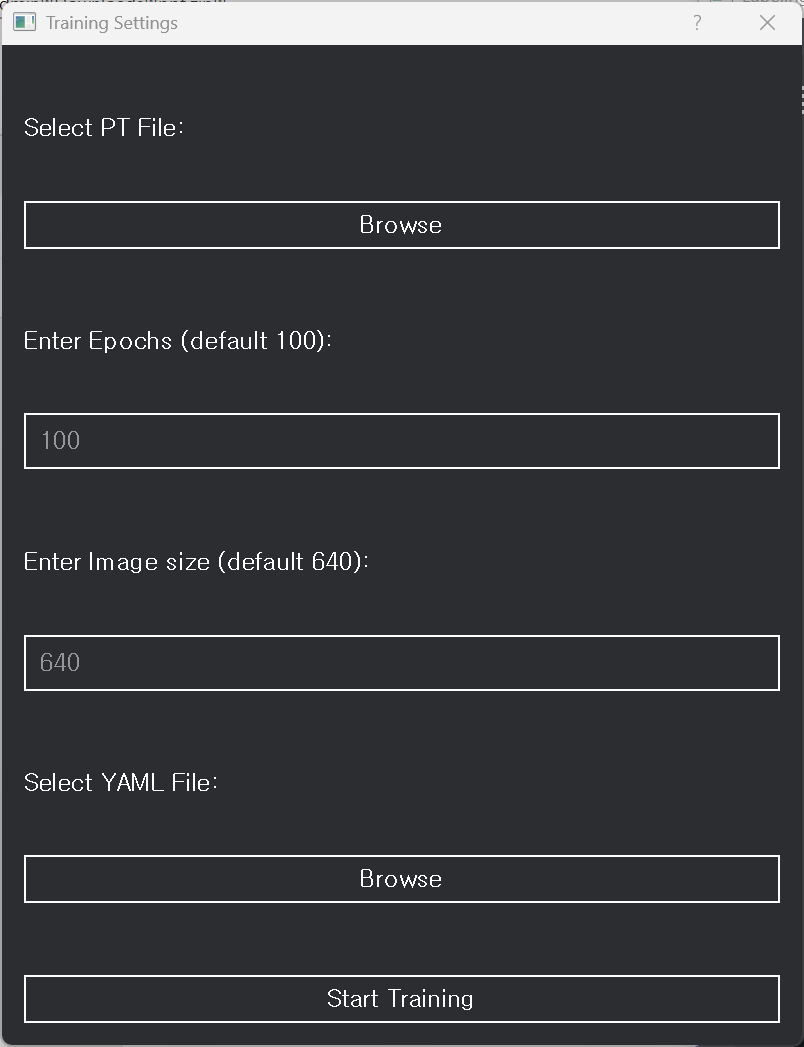 Training Settings
?
Select PT File:
Browse
Enter Epochs (default 100):
100
Enter Image size (default 640):
640
Select YAML File:
Browse
Start Training